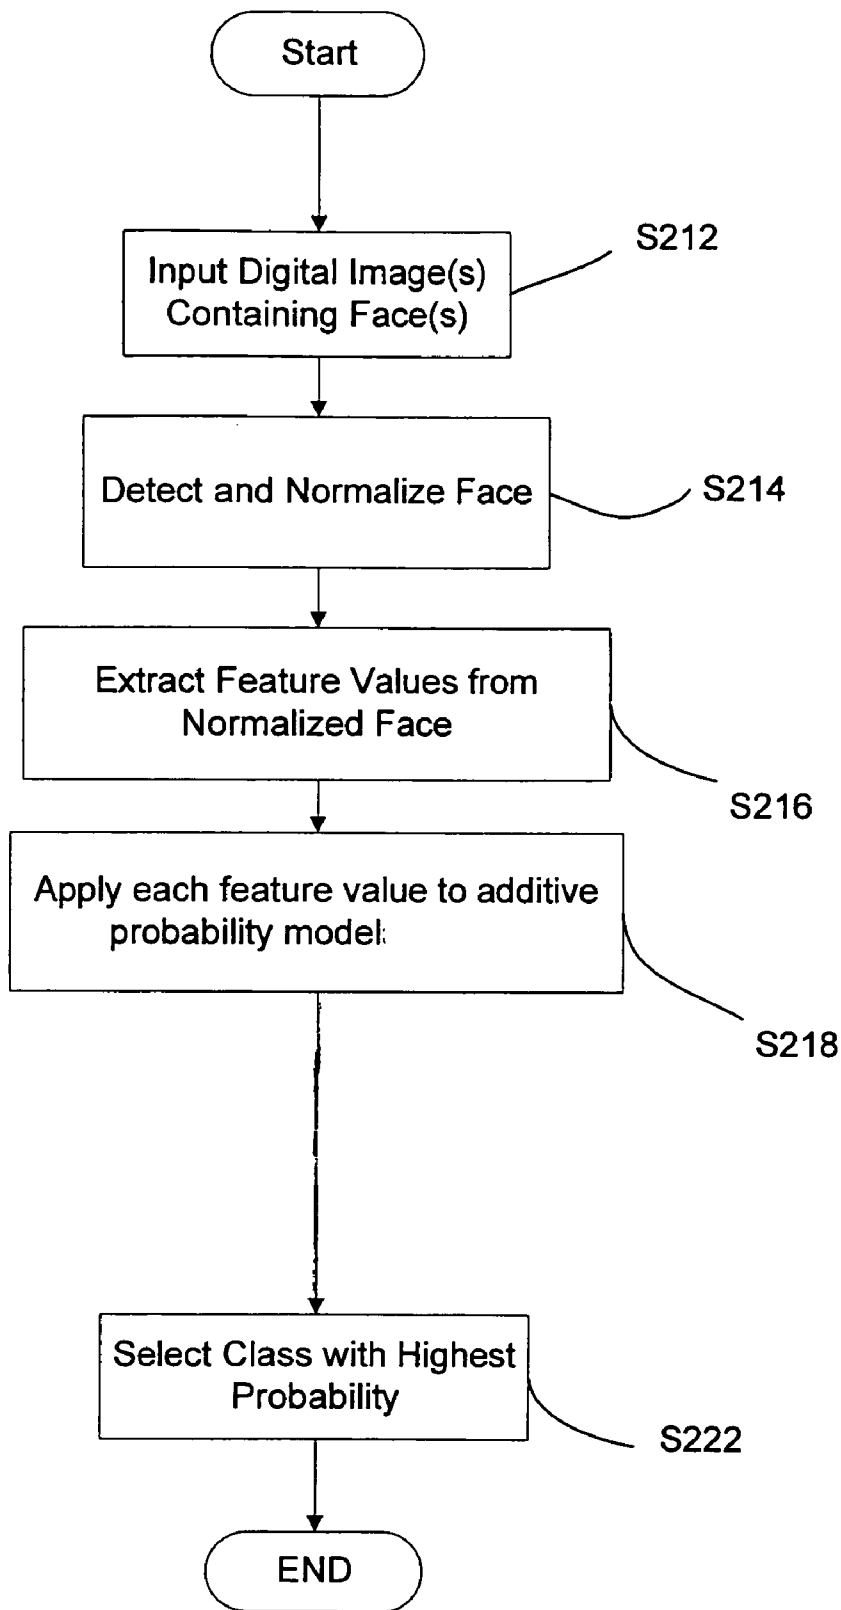 Start
S212
Input Digital Image(s)
Containing Face(s)
Detect and Normalize Face
S214
Extract Feature Values from
Normalized Face
S216
Apply each feature value to additive
probability model
S218
Select Class with Highest
Probability
S222
END